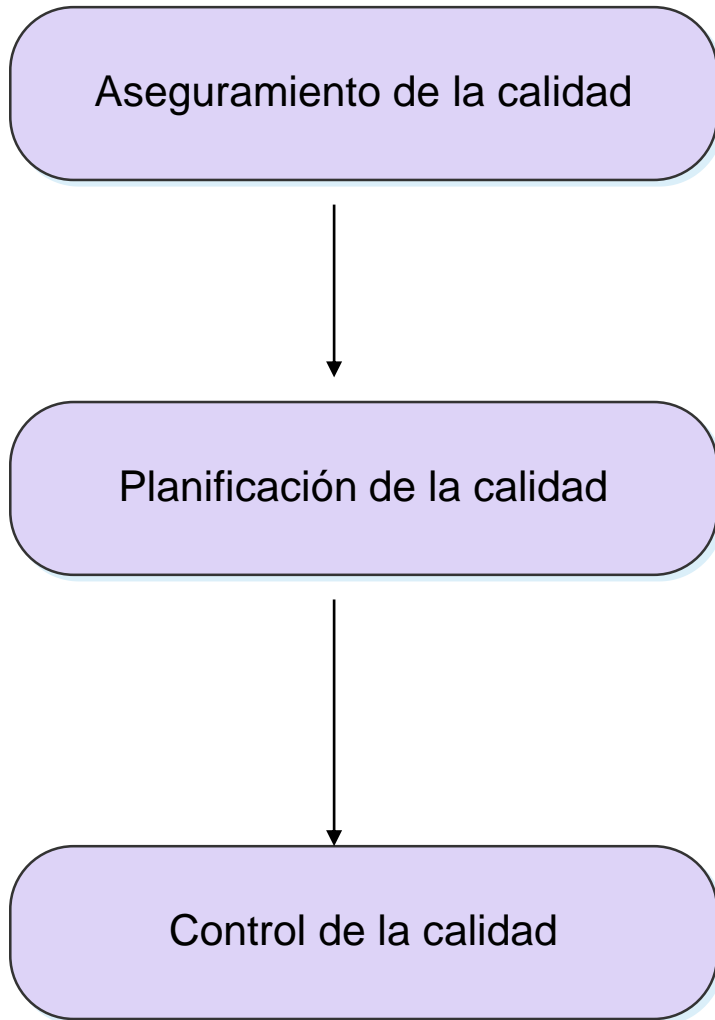 Aseguramiento de la calidad
Planificación de la calidad
Control de la calidad